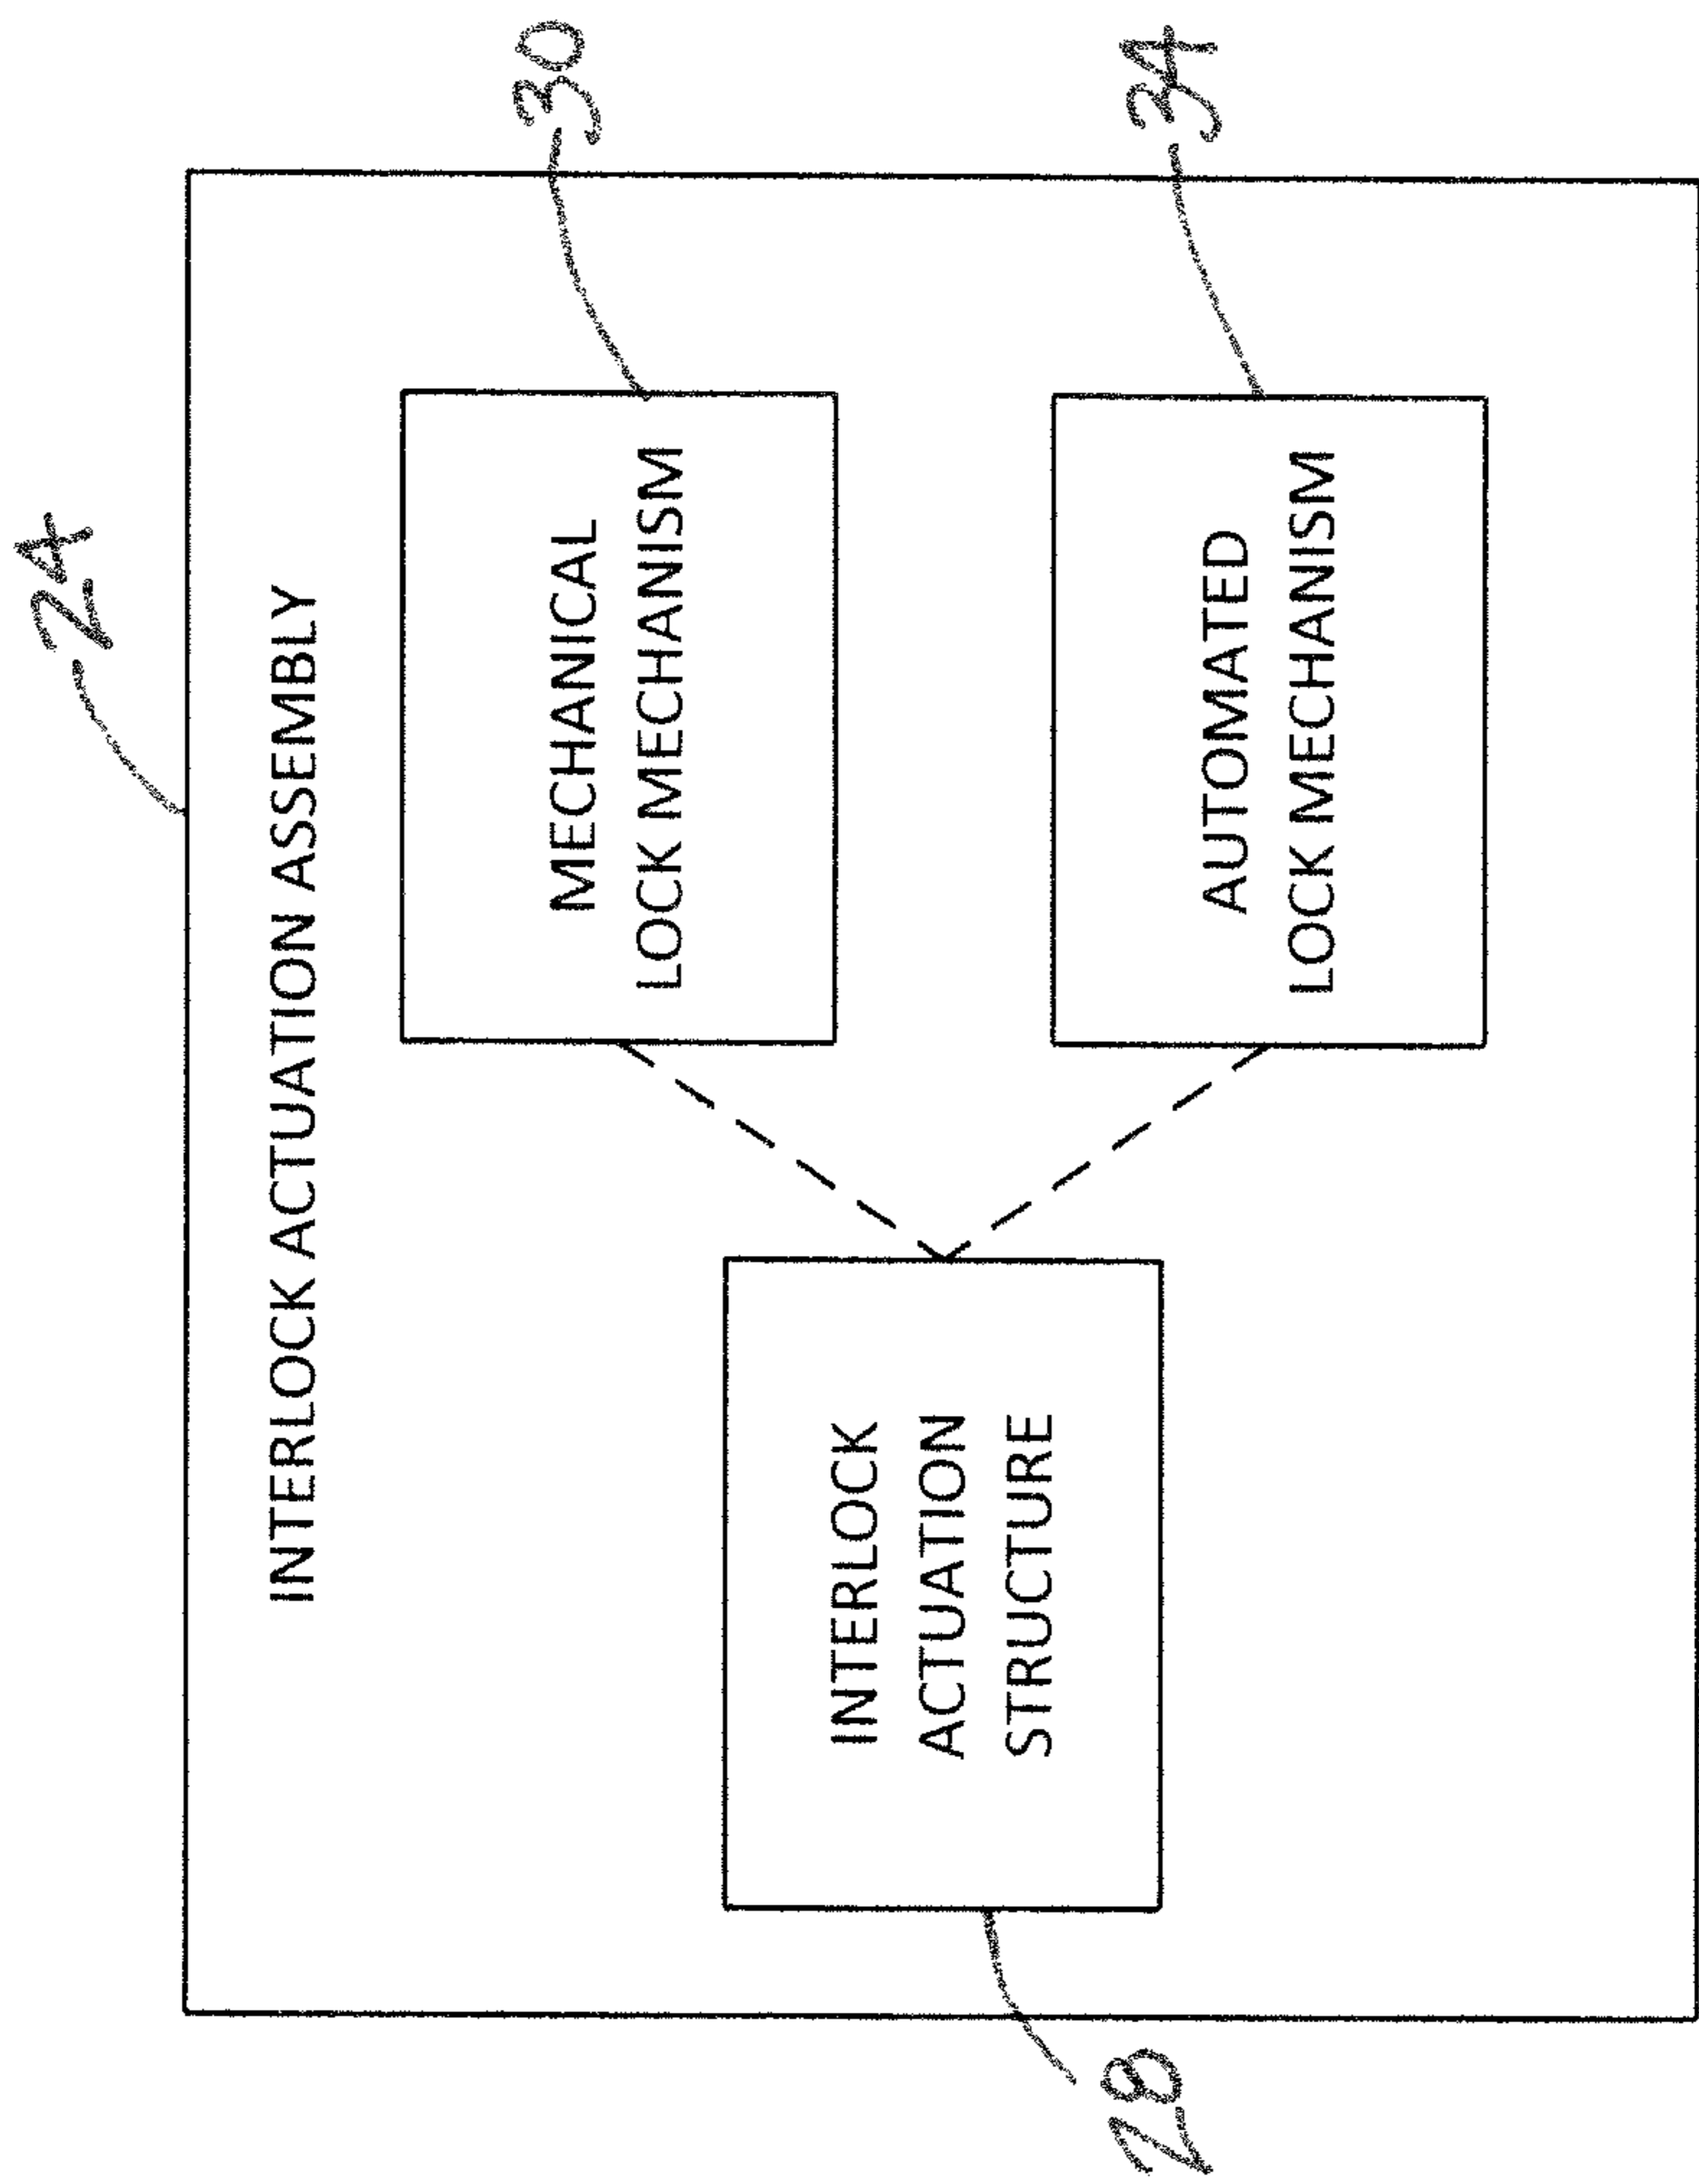 24
INTERLOCK ACTUATION ASSEMBLY
30
MECHANICAL
LOCK MECHANISM
INTERLOCK
ACTUATION
STRUCTURE
28
34
AUTOMATED
LOCK MECHANISM